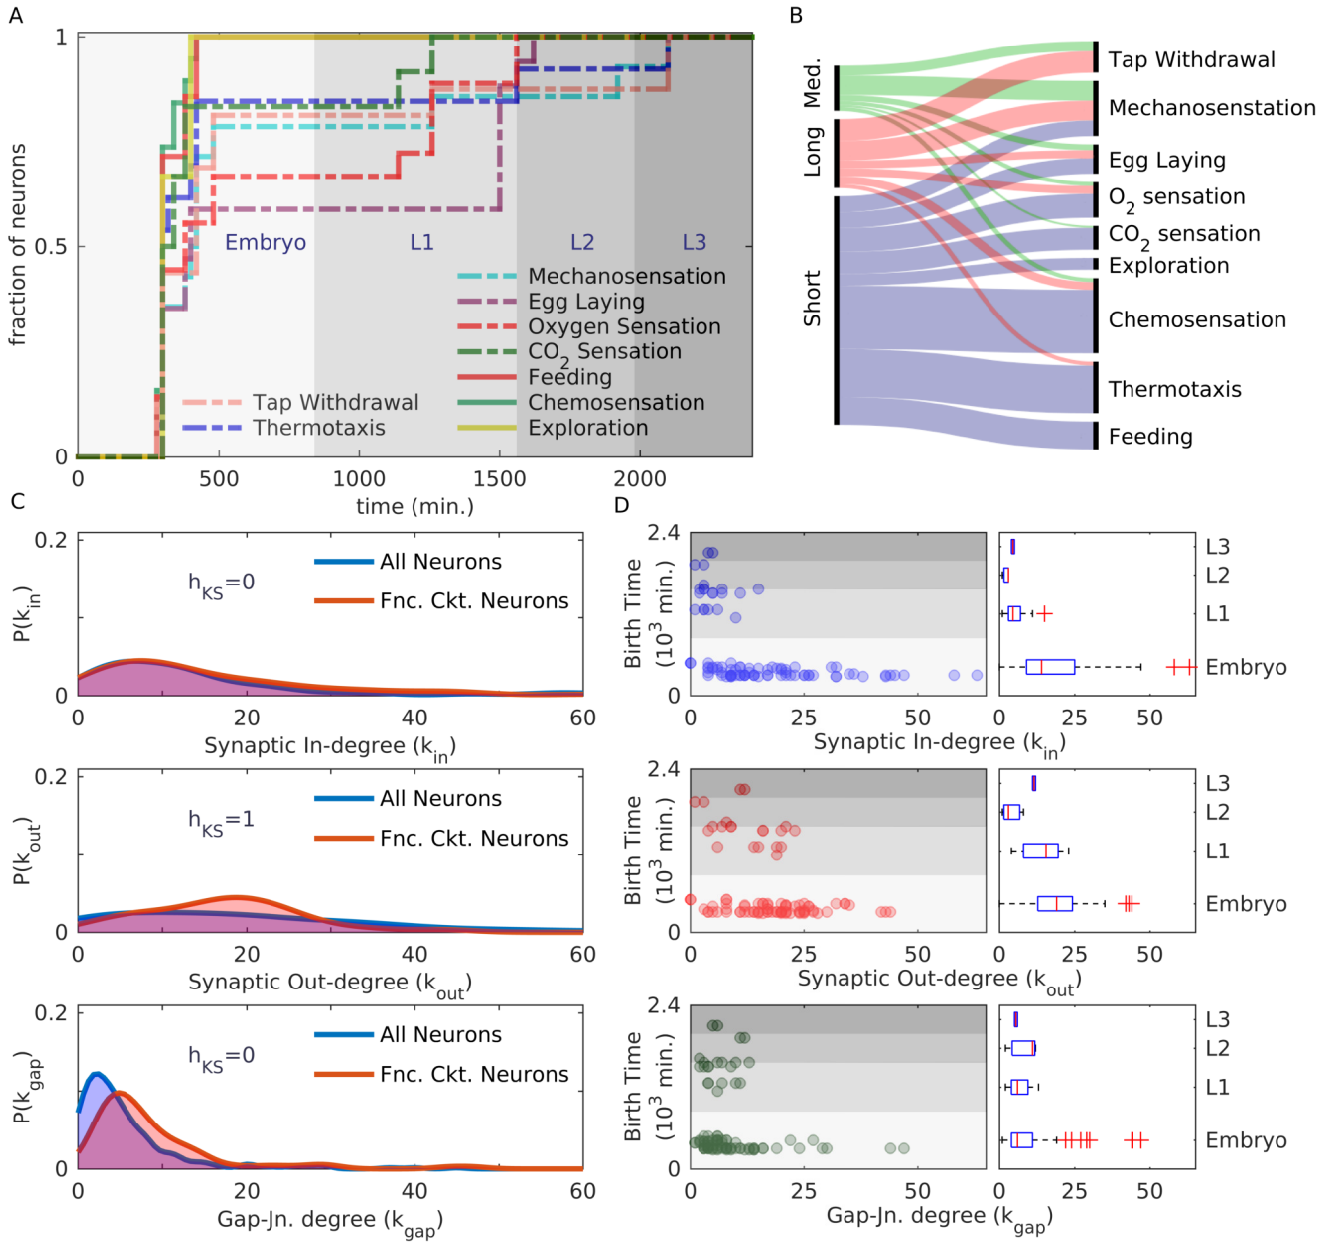 A
1
0.5
0
fraction of neurons
Embryo
L1
L2
L3
Mechanosensation
Egg Laying
Oxygen Sensation
CO2 Sensation
Feeding
Chemosensation
Exploration
Tap Withdrawal
Thermotaxis
0 500 1000 1500 2000
time (min.)
B
Med.
Long
Short
Tap Withdrawal
Mechanosenstation
Egg Laying
O2 sensation
CO2 sensation
Exploration
Chemosensation
Thermotaxis
Feeding
C
0.2
0
P(kin)
hKS=0
All Neurons
Fnc. Ckt. Neurons
0 20 40 60
Synaptic In-degree (kin)
0.2
0
P(kout)
hKS=1
All Neurons
Fnc. Ckt. Neurons
0 20 40 60
Synaptic Out-degree (kout)
0.2
0
P(kgap)
hKS=0
All Neurons
Fnc. Ckt. Neurons
0 20 40 60
Gap-Jn. degree (kgap)
D
2.4
0
Birth Time
(103 min.)
0 25 50
0 25 50
L3
L2
L1
Embryo
Synaptic In-degree (kin)
2.4
0
Birth Time
(103 min.)
0 25 50
0 25 50
L3
L2
L1
Embryo
Synaptic Out-degree (kout)
2.4
0
Birth Time
(103 min.)
0 25 50
0 25 50
L3
L2
L1
Embryo
Gap-Jn. degree (kgap)